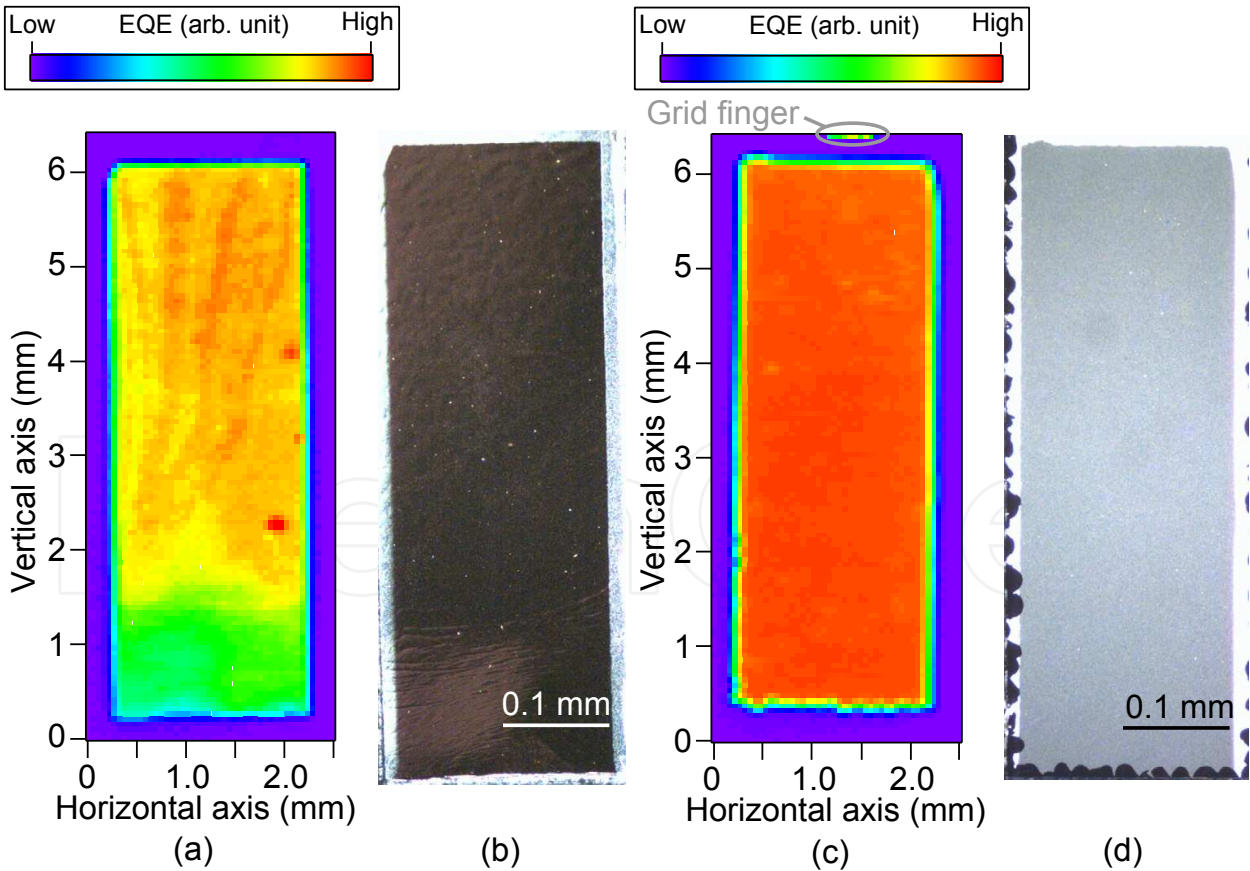 Low EQE (arb. unit) High
Low EQE (arb. unit) High
Grid finger
6
5
4
3
2
1
0
Vertical axis (mm)
0 1.0 2.0
Horizontal axis (mm)
(a)
0.1 mm
(b)
6
5
4
3
2
1
0
Vertical axis (mm)
0 1.0 2.0
Horizontal axis (mm)
(c)
0.1 mm
(d)